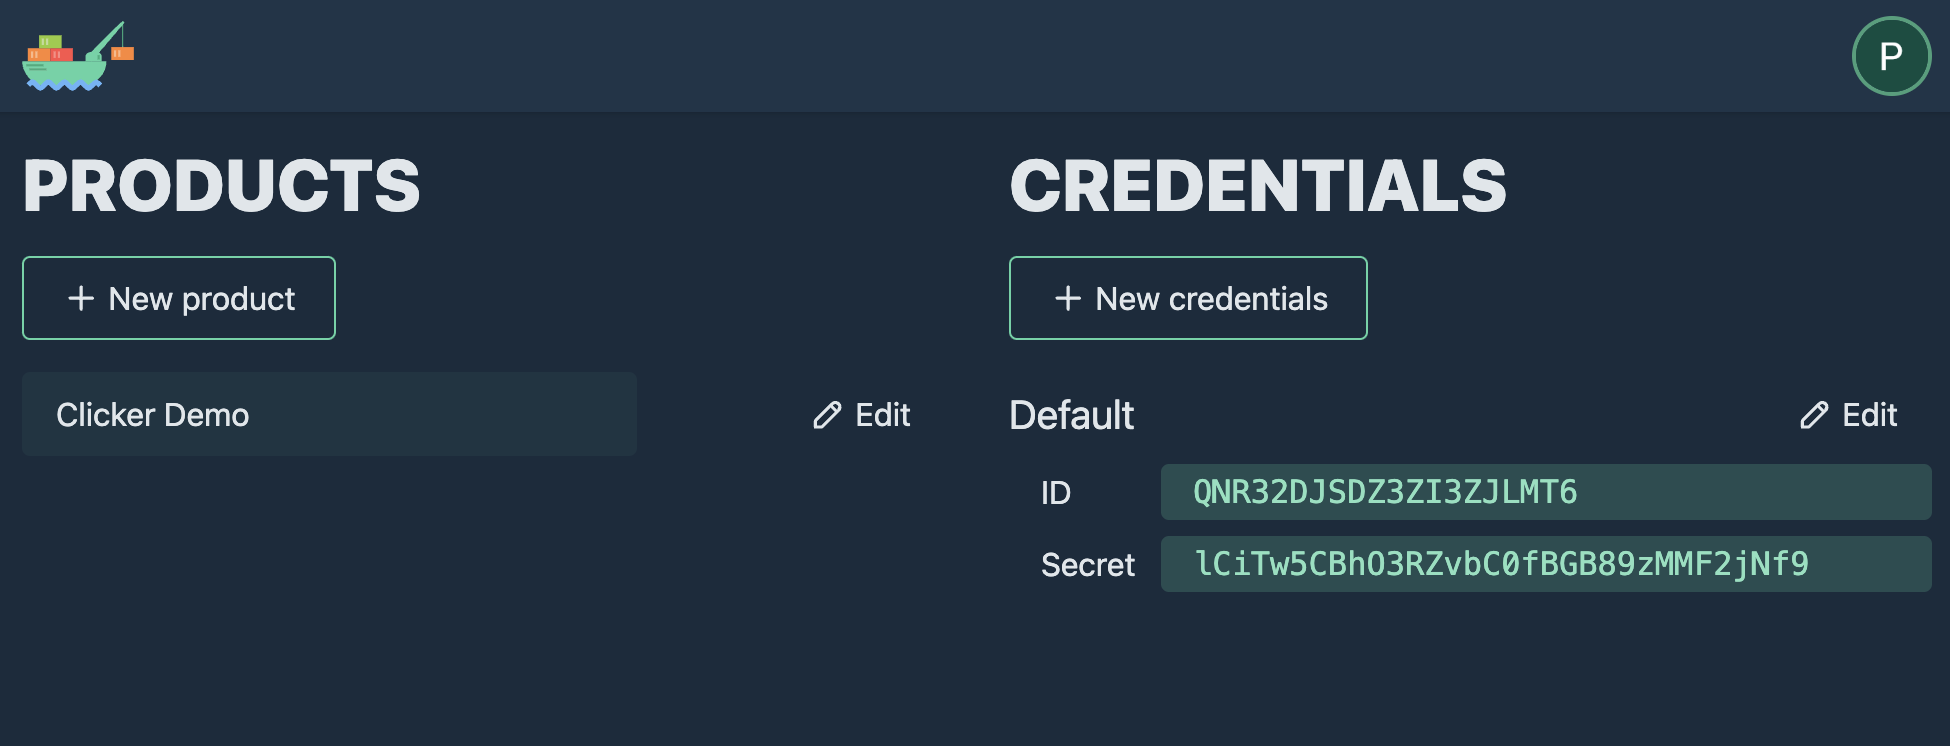 P
PRODUCTS
+ New product
Clicker Demo
Edit
CREDENTIALS
+ New credentials
Default
Edit
ID
QNR32DJSDZ3ZI3ZJLMT6
Secret
lCiTw5CBhO3RZvbC0fBGB89zMMF2jNf9